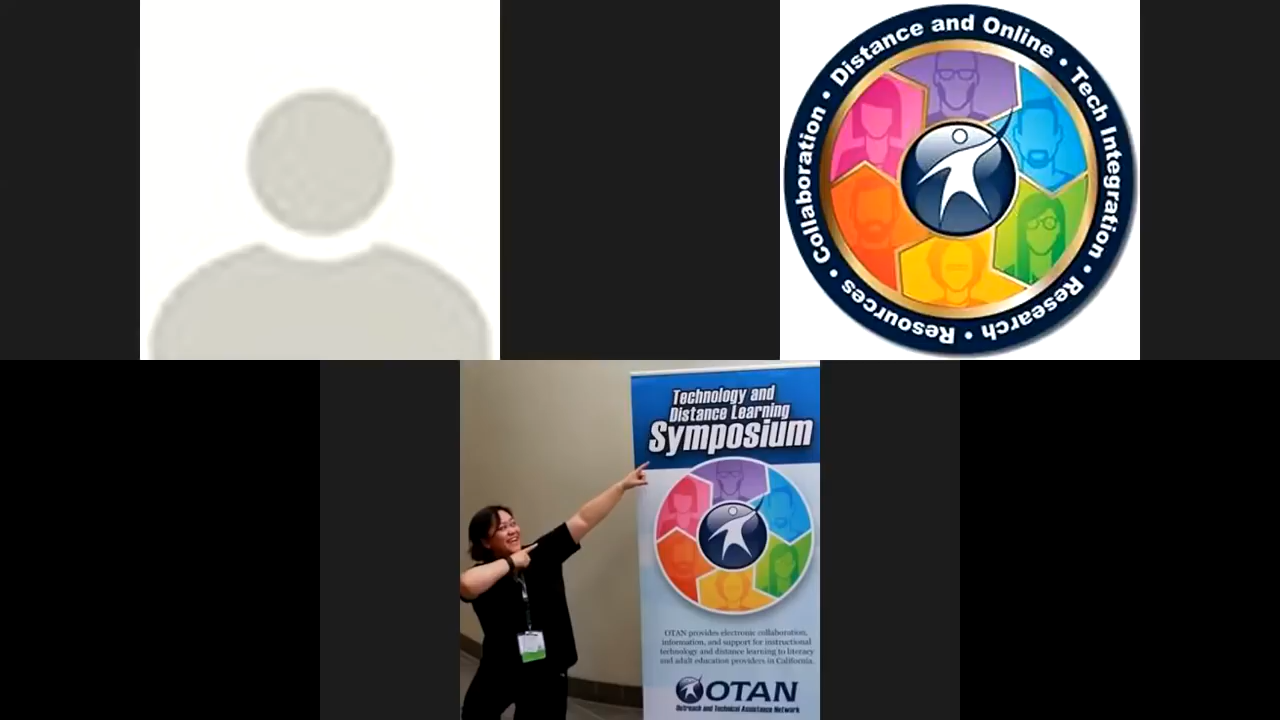 Collaboration • Distance and Online • Tech Integration • Research • Resources •
Technology and
Distance Learning
Symposium
OTAN provides electronic collaboration,
information, and support for instructional
technology and distance learning to literacy
and adult education providers in California.
OTAN
Outreach and Technical Assistance Network